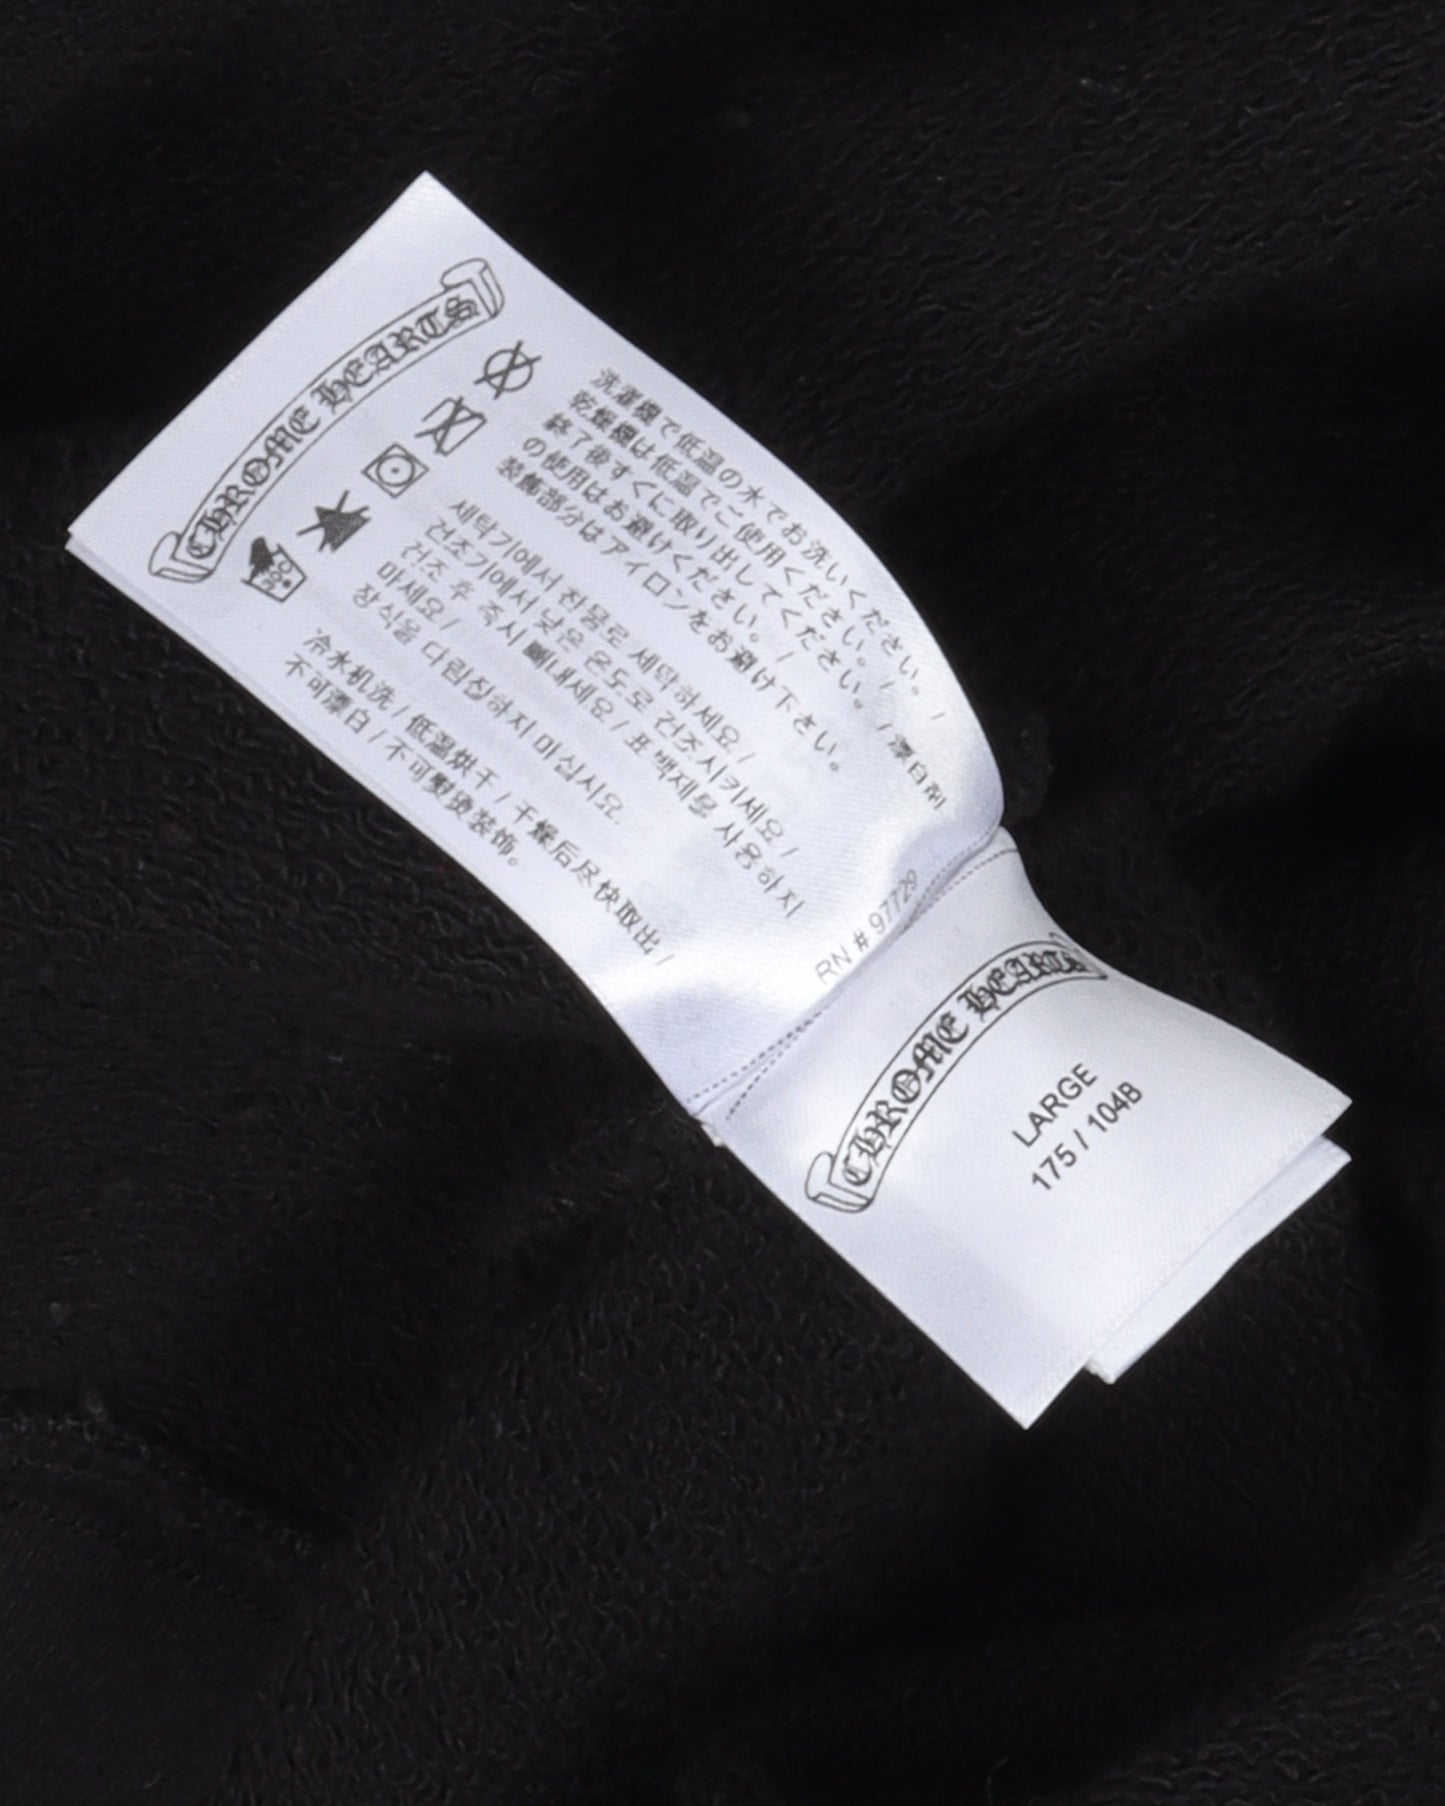 CHROME HEARTS
30℃
洗濯機で低温の水でお洗いください。 /
乾燥機は低温でご使用ください。 /
終了後すぐに取り出してください。 / 漂白剤
の使用はお避けください。 /
装飾部分はアイロンをお避け下さい。
세탁기에서 찬물로 세탁하세요 /
건조기에서 낮은 온도로 건조시키세요 /
건조 후 즉시 빼내세요 / 표백제를 사용하지
마세요 /
장식을 다림질하지 마십시요.
冷水机洗 / 低温烘干 / 干燥后尽快取出 /
不可漂白 / 不可熨烫装饰。
RN # 97729
CHROME HEARTS
LARGE
175 / 104B